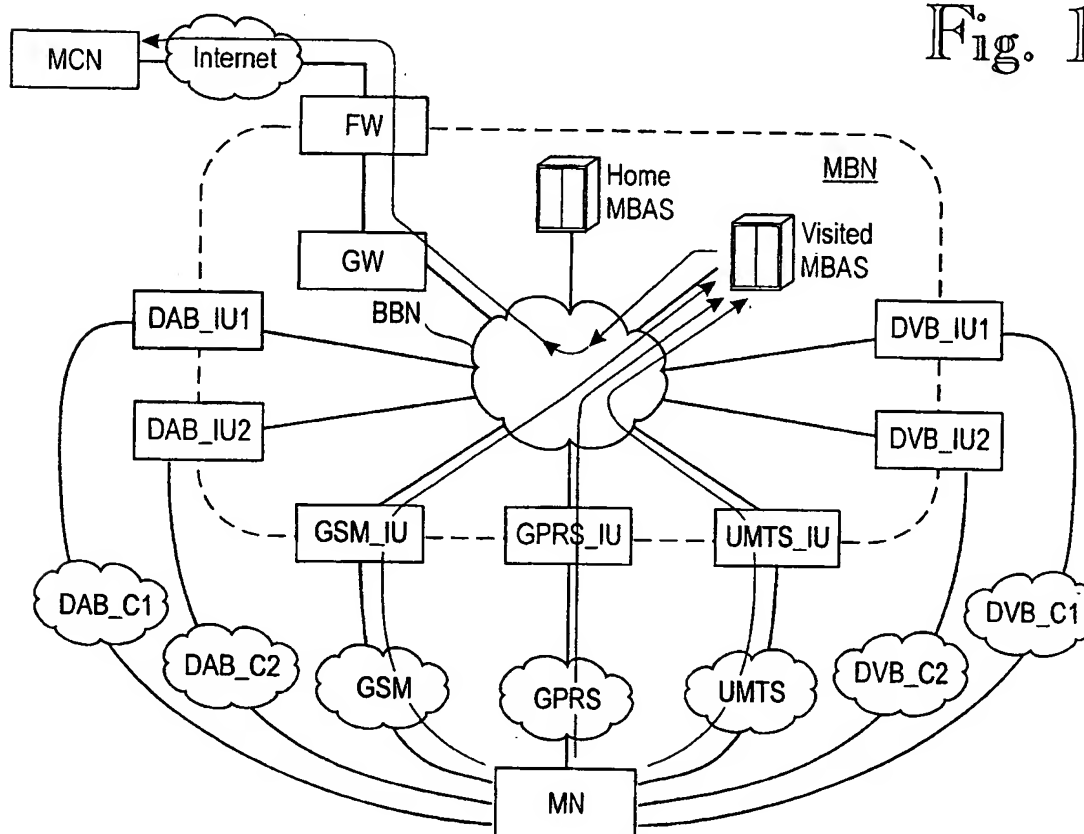 Fig. 1
MCN
Internet
FW
Home
MBAS
MBN
Visited
MBAS
GW
BBN
DAB_IU1
DVB_IU1
DAB_IU2
DVB_IU2
GSM_IU
GPRS_IU
UMTS_IU
DAB_C1
DVB_C1
DAB_C2
DVB_C2
GSM
GPRS
UMTS
MN